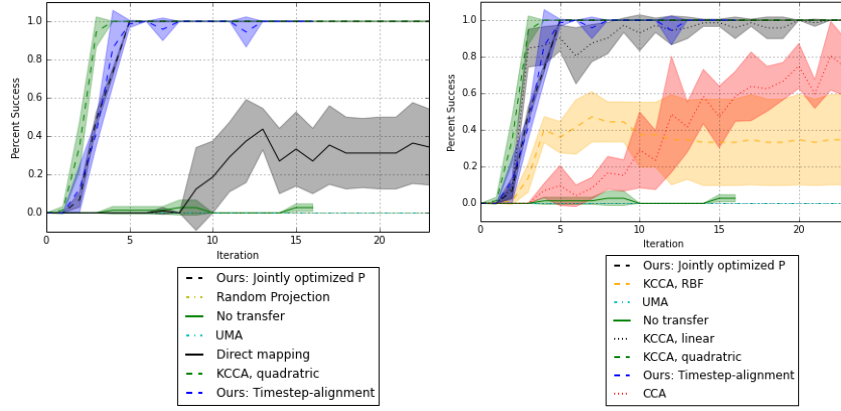 1.0
0.8
0.6
0.4
0.2
0.0
Percent Success
0
5
10
15
20
Iteration
Ours: Jointly optimized P
Random Projection
No transfer
UMA
Direct mapping
KCCA, quadratric
Ours: Timestep-alignment
1.0
0.8
0.6
0.4
0.2
0.0
Percent Success
0
5
10
15
20
Iteration
Ours: Jointly optimized P
KCCA, RBF
UMA
No transfer
KCCA, linear
KCCA, quadratric
Ours: Timestep-alignment
CCA